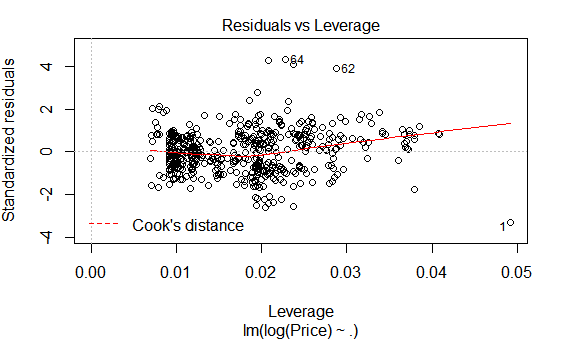 Residuals vs Leverage
Standardized residuals
4
2
0
-2
-4
64
62
1
Cook's distance
0.00 0.01 0.02 0.03 0.04 0.05
Leverage
lm(log(Price) ~ .)